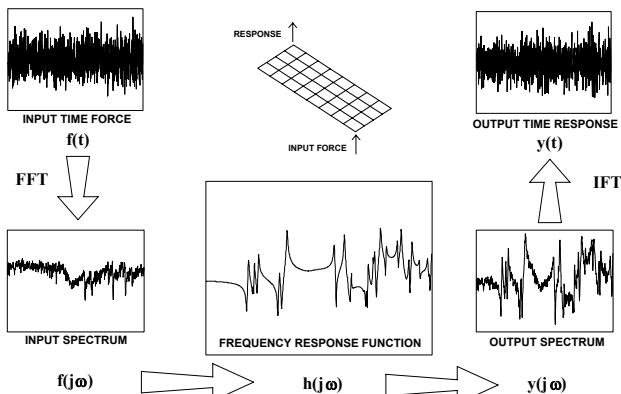 RESPONSE
INPUT FORCE
INPUT TIME FORCE
f(t)
FFT
OUTPUT TIME RESPONSE
y(t)
IFT
INPUT SPECTRUM
FREQUENCY RESPONSE FUNCTION
OUTPUT SPECTRUM
f(jω)
h(jω)
y(jω)